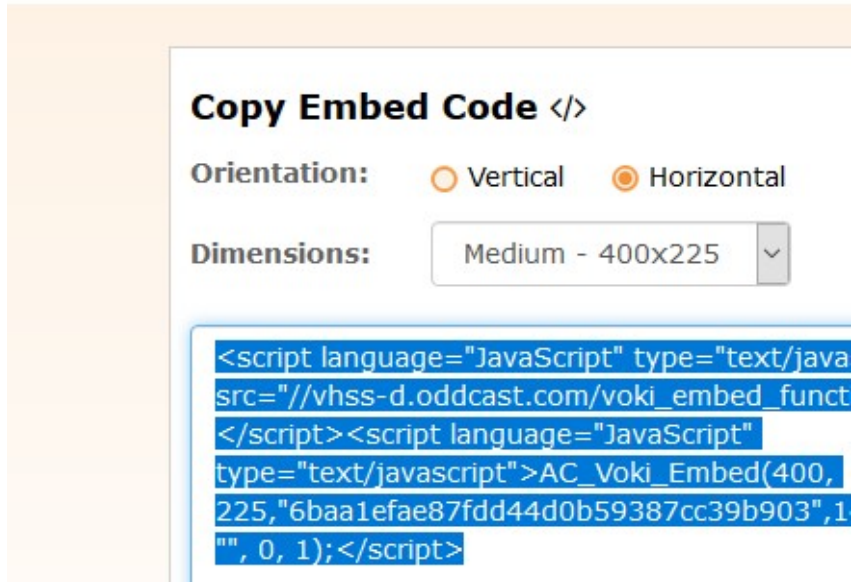 Copy Embed Code </>
Orientation: Vertical Horizontal
Dimensions: Medium - 400x225
<script language="JavaScript" type="text/javas
src="//vhss-d.oddcast.com/voki_embed_funct
</script><script language="JavaScript"
type="text/javascript">AC_Voki_Embed(400,
225,"6baa1efae87fdd44d0b59387cc39b903",1
"", 0, 1);</script>